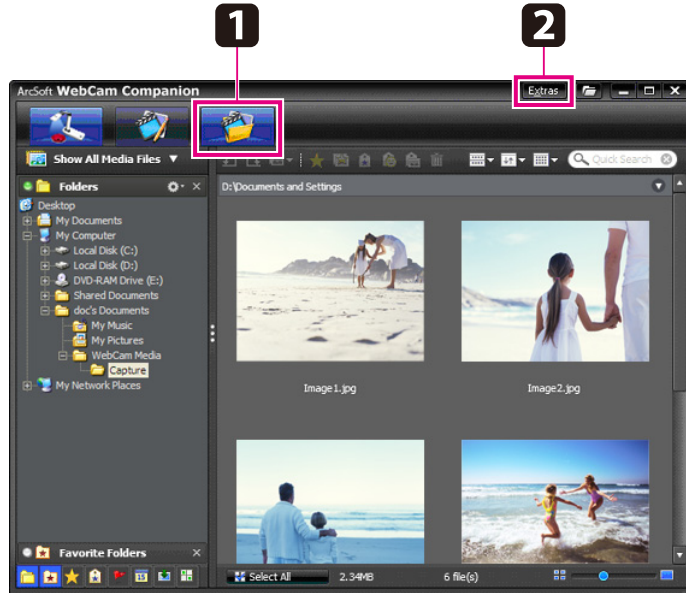 1
2
ArcSoft WebCam Companion
Extras
Show All Media Files
Quick Search
Folders
D:\Documents and Settings
Desktop
My Documents
My Computer
Local Disk (C:)
Local Disk (D:)
DVD-RAM Drive (E:)
Shared Documents
doc's Documents
My Music
My Pictures
WebCam Media
Capture
My Network Places
Image1.jpg
Image2.jpg
Favorite Folders
15
Select All
2.34MB
6 file(s)